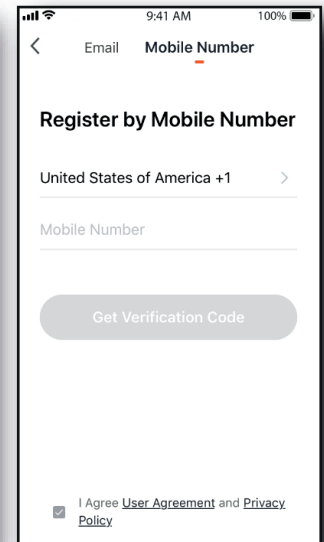 9:41 AM 100%
Email Mobile Number
Register by Mobile Number
United States of America +1
Mobile Number
Get Verification Code
I Agree User Agreement and Privacy
Policy